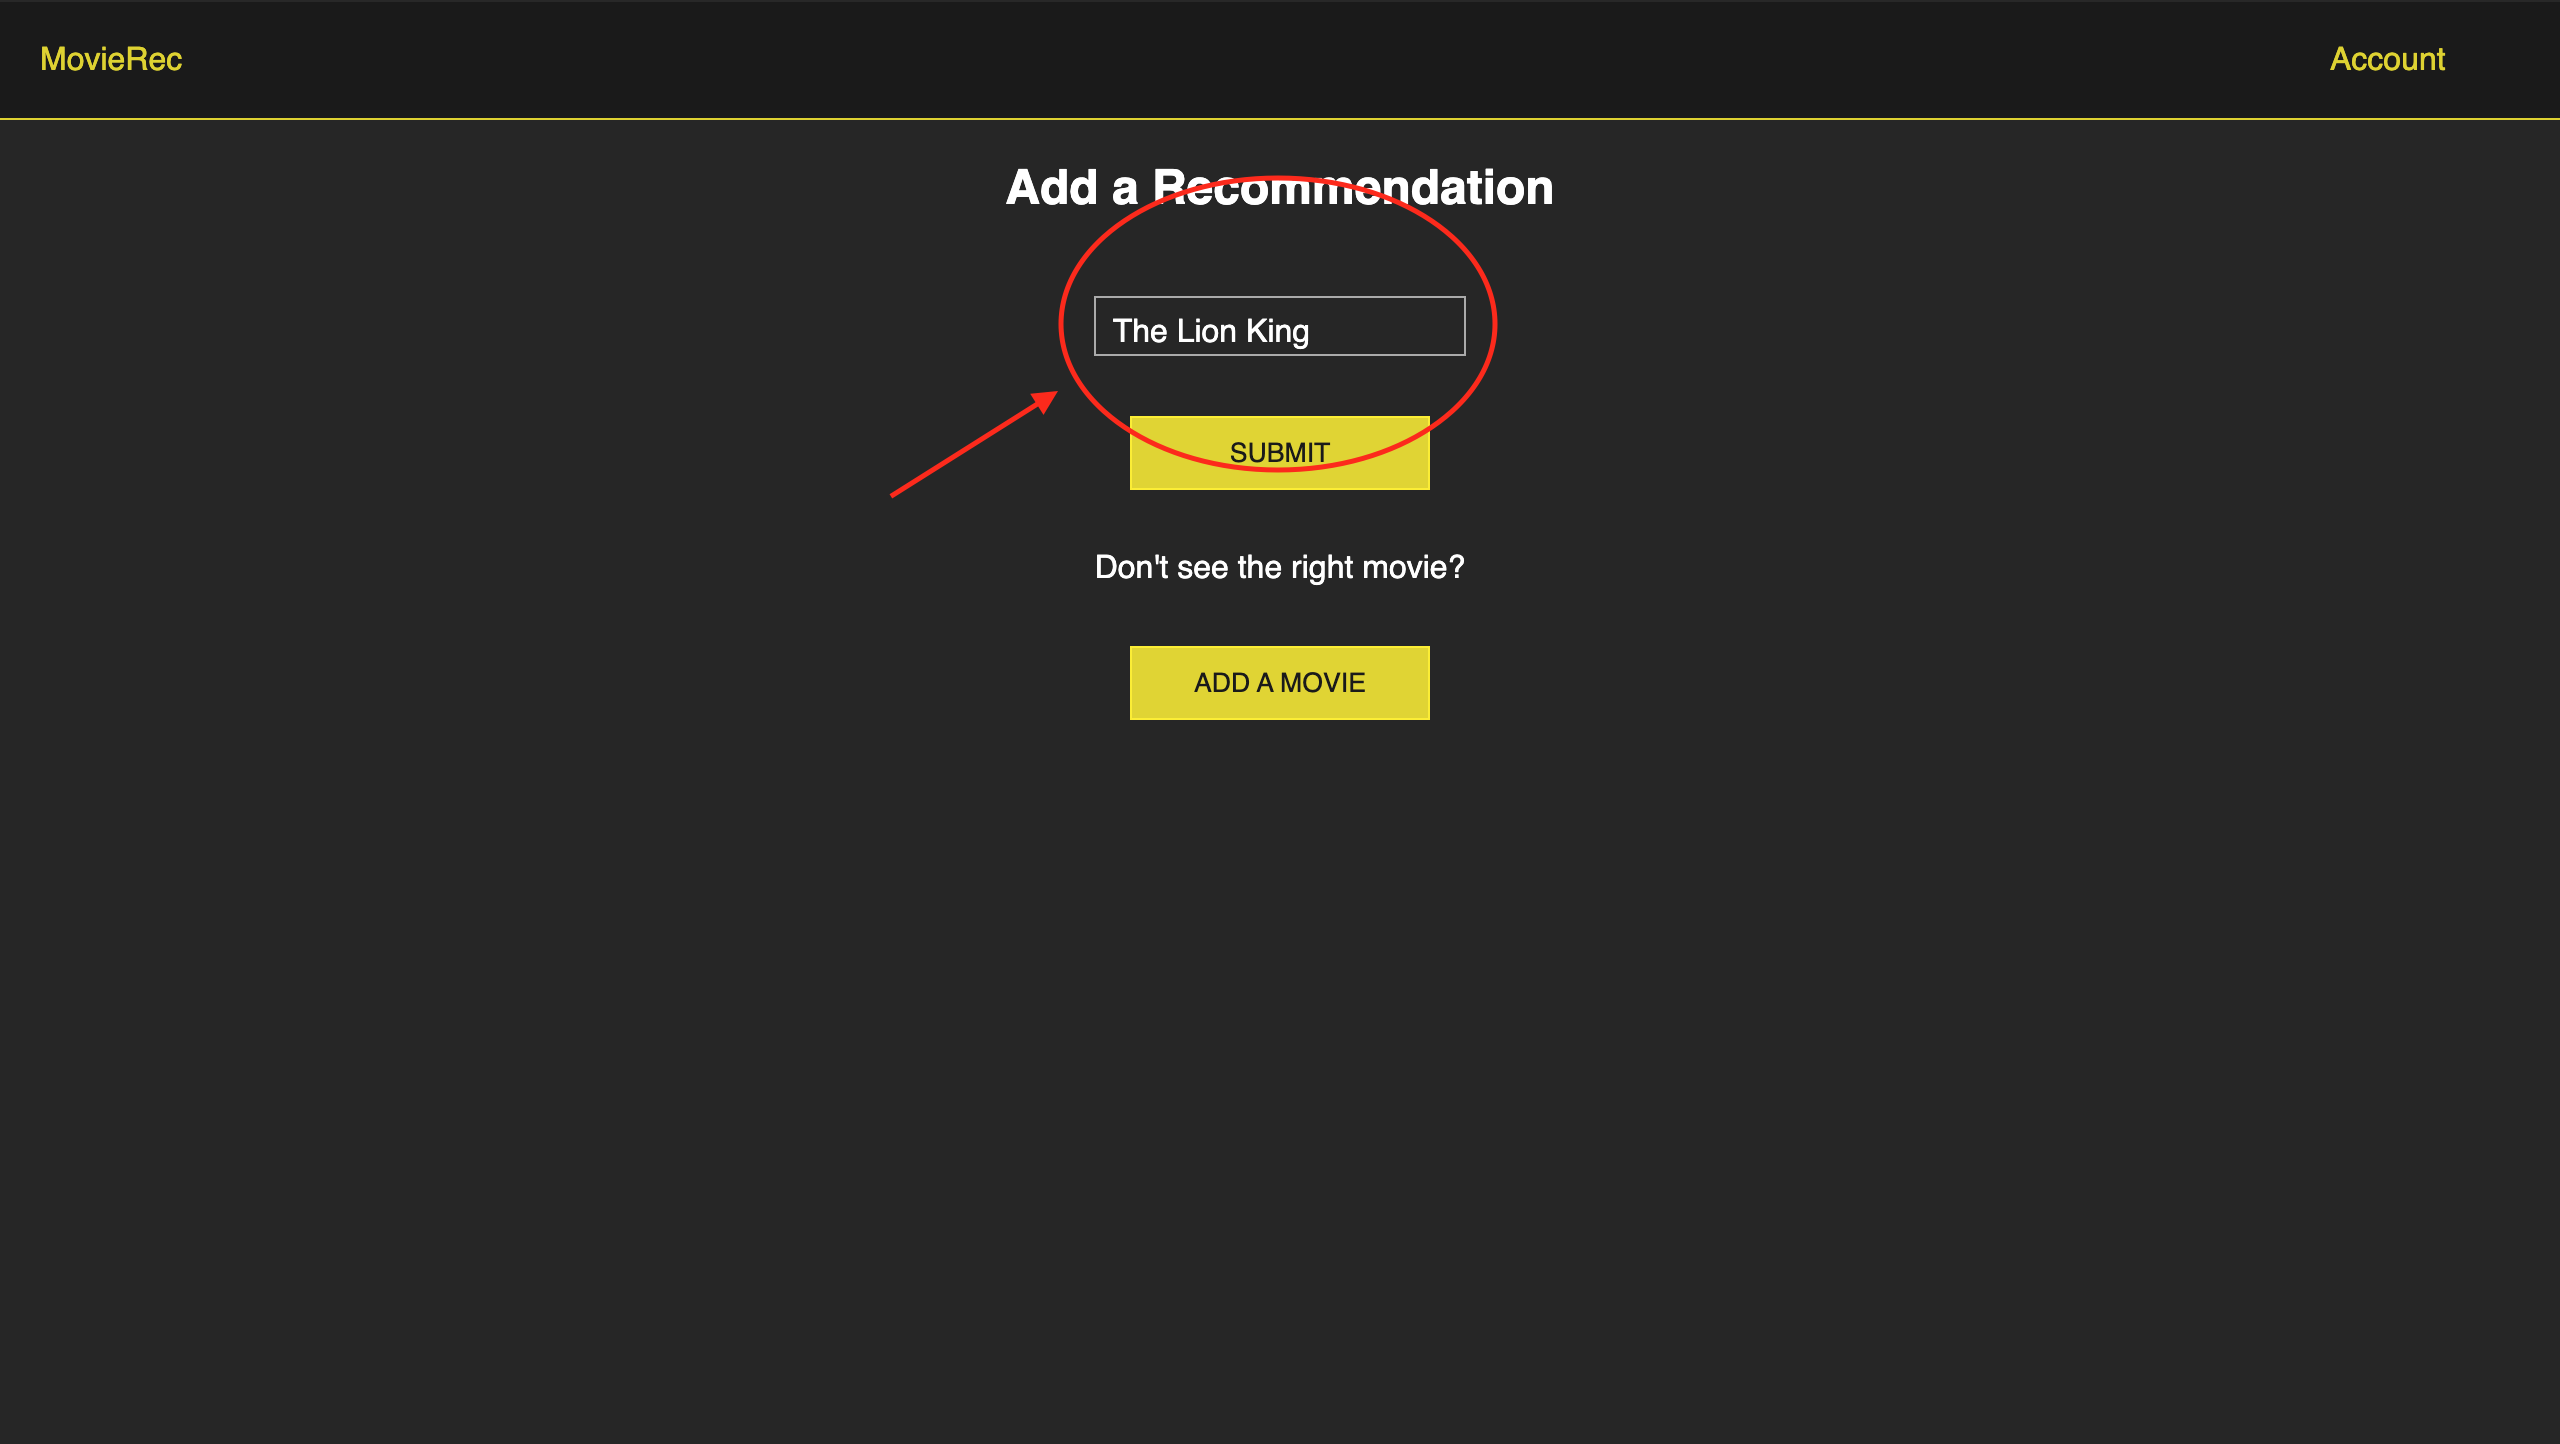 MovieRec
Account
Add a Recommendation
The Lion King
SUBMIT
Don't see the right movie?
ADD A MOVIE